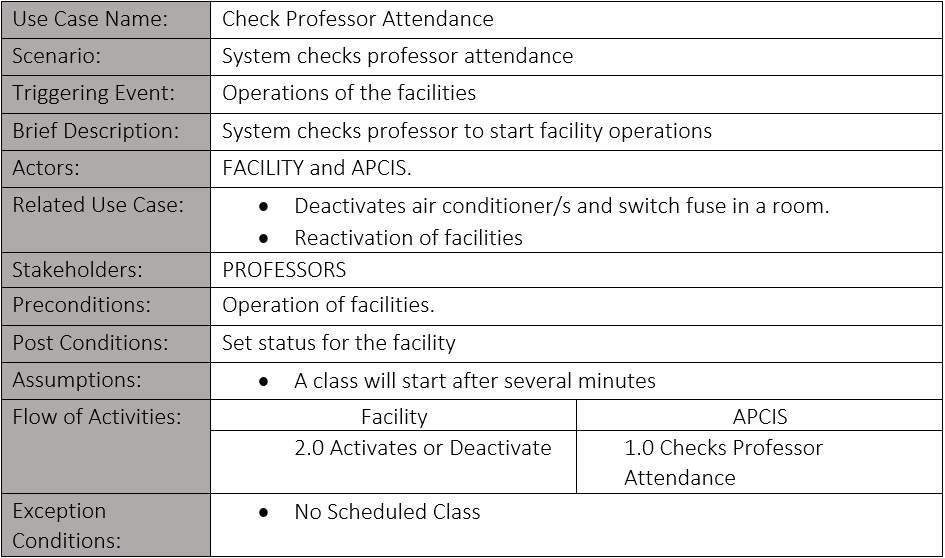 Use Case Name: Check Professor Attendance
Scenario: System checks professor attendance
Triggering Event: Operations of the facilities
Brief Description: System checks professor to start facility operations
Actors: FACILITY and APCIS.
Related Use Case: • Deactivates air conditioner/s and switch fuse in a room.
• Reactivation of facilities
Stakeholders: PROFESSORS
Preconditions: Operation of facilities.
Post Conditions: Set status for the facility
Assumptions: • A class will start after several minutes
Flow of Activities: Facility APCIS
2.0 Activates or Deactivate 1.0 Checks Professor
Attendance
Exception • No Scheduled Class
Conditions: